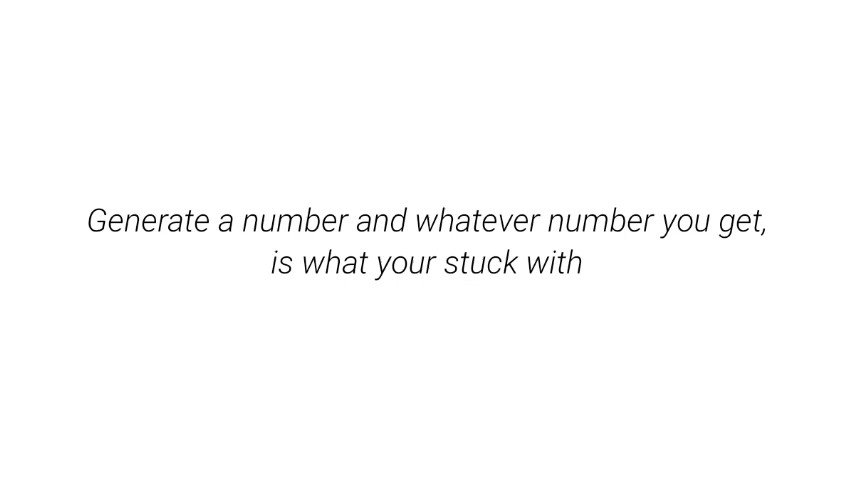 Generate a number and whatever number you get,
is what your stuck with